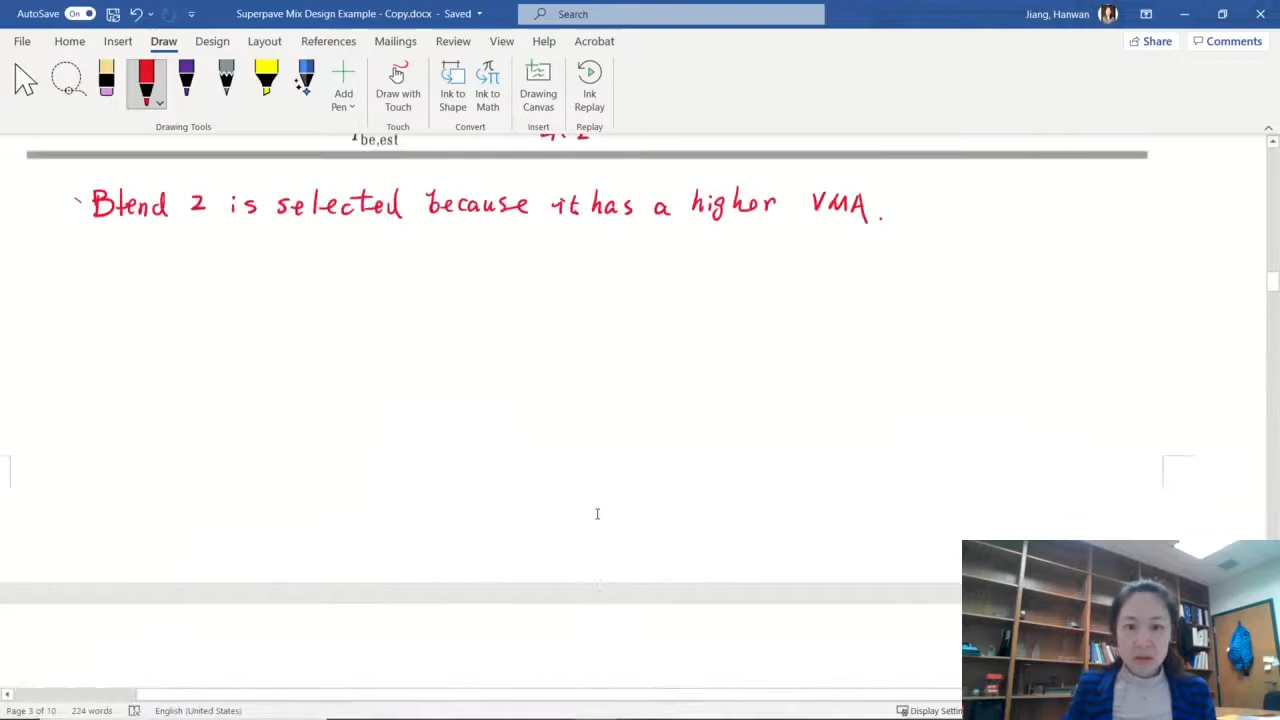 AutoSave On Superpave Mix Design Example - Copy.docx - Saved Search Jiang, Hanwan
File Home Insert Draw Design Layout References Mailings Review View Help Acrobat Share Comments
Add Pen Draw with Touch Ink to Shape Ink to Math Drawing Canvas Ink Replay
Drawing Tools Touch Convert Insert Replay
be,est
Blend 2 is selected because it has a higher VMA.
Page 3 of 10 224 words English (United States) Display Setti